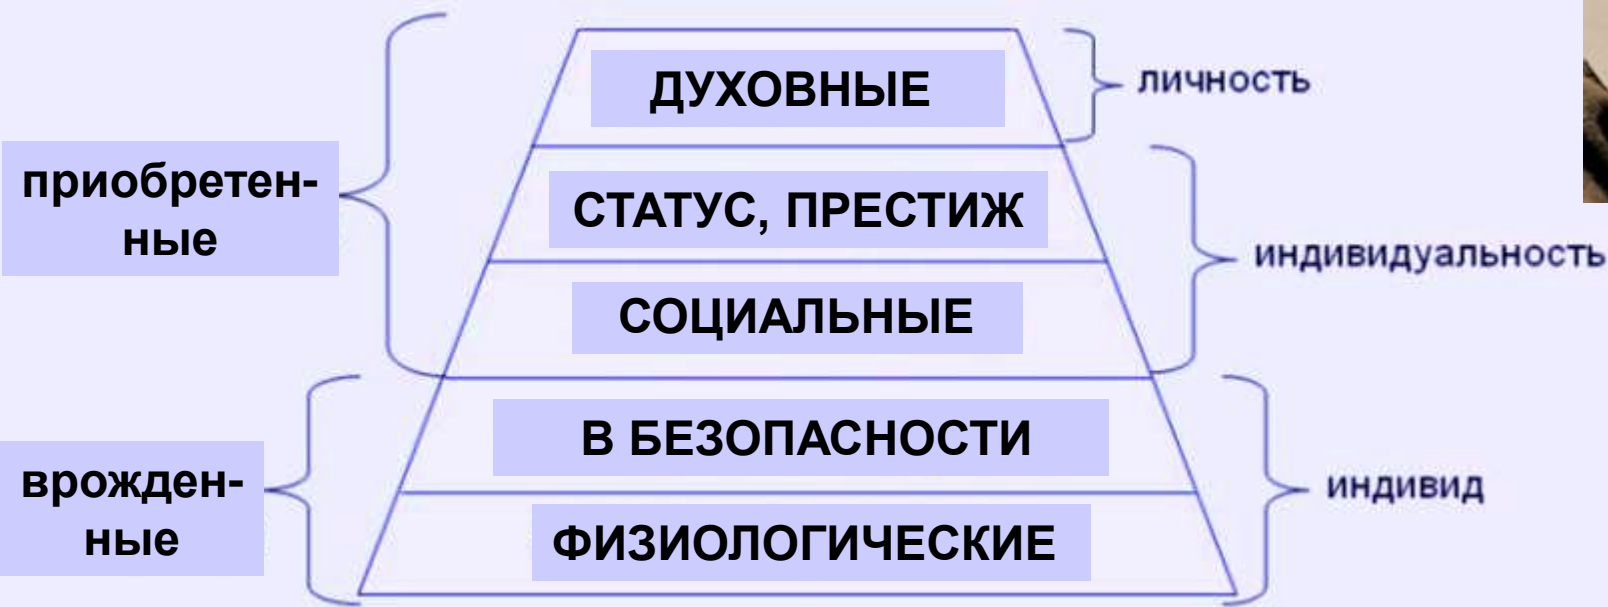 ДУХОВНЫЕ
личность
приобретен-
ные
СТАТУС, ПРЕСТИЖ
индивидуальность
СОЦИАЛЬНЫЕ
В БЕЗОПАСНОСТИ
врожден-
ные
индивид
ФИЗИОЛОГИЧЕСКИЕ